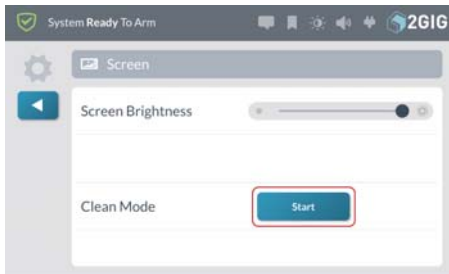 System Ready To Arm
2GIG
Screen
Screen Brightness
Clean Mode
Start